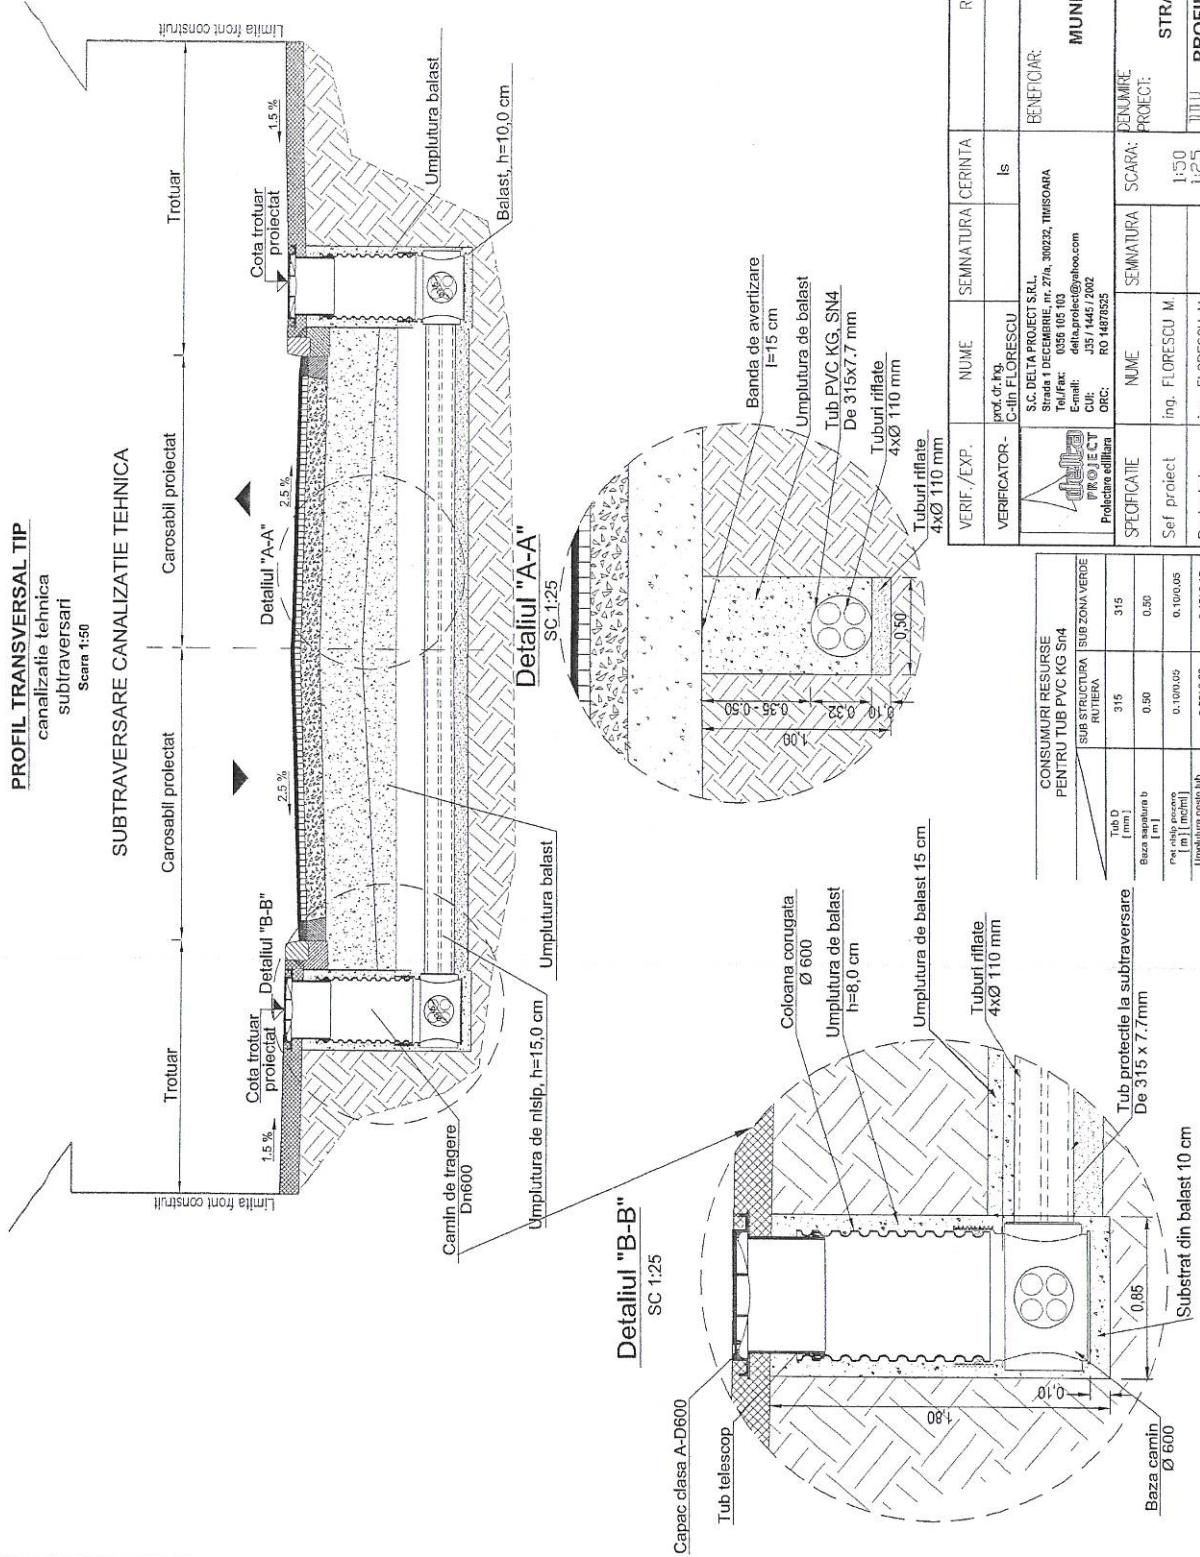 PROFIL TRANSVERSAL TIP
canalizatie tehnica
subtraversari
Scara 1:50
SUBTRAVERSARE CANALIZATIE TEHNICA
Limita front construit
Trotuar
Carosabil proiectat
Carosabil proiectat
Trotuar
Limita front construit
1.5 %
Cota trotuar
proiectat
Detaliul "B-B"
2.5 %
Detaliul "A-A"
2.5 %
Cota trotuar
proiectat
1.5 %
Camin de tragere
Dn600
Umplutura de nisip, h=15,0 cm
Umplutura balast
Umplutura balast
Balast, h=10,0 cm
Detaliul "A-A"
SC 1:25
Banda de avertizare
l=15 cm
Umplutura de balast
Tub PVC KG, SN4
De 315x7.7 mm
Tuburi riflate
4xØ 110 mm
Tuburi riflate
4xØ 110 mm
1,00
0,35 - 0,50
0,32
0,10
0,50
Detaliul "B-B"
SC 1:25
Capac clasa A-D600
Tub telescop
Coloana corugata
Ø 600
Umplutura de balast
h=8,0 cm
Umplutura de balast 15 cm
Tuburi riflate
4xØ 110 mm
Tub protectie la subtraversare
De 315 x 7.7mm
Substrat din balast 10 cm
Baza camin
Ø 600
1,80
0,10
0,85
CONSUMURI RESURSE
PENTRU TUB PVC KG Sn4
SUB STRUCTURA RUTIERA
SUB ZONA VERDE
Tub D [mm] 315 315
Baza sapatura b [m] 0.50 0.50
0.10/0.05 0.10/0.05
VERIF./EXP. NUME SEMNATURA CERINTA
VERIFICATOR - prof. dr. ing. C-tin FLORESCU Is
delta PROJECT
Proiectare edilitara
S.C. DELTA PROJECT S.R.L.
Strada 1 DECEMBRIE, nr. 27/a, 300232, TIMISOARA
Tel./Fax: 0356 105 103
E-mail: delta.proiect@yahoo.com
CUI: J35 / 1445 / 2002
ORC: RO 14878525
BENEFICIAR:
SPECIFICATIE NUME SEMNATURA SCARA:
DENUMIRE PROIECT:
Sef proiect ing. FLORESCU M.
1:50
1:25